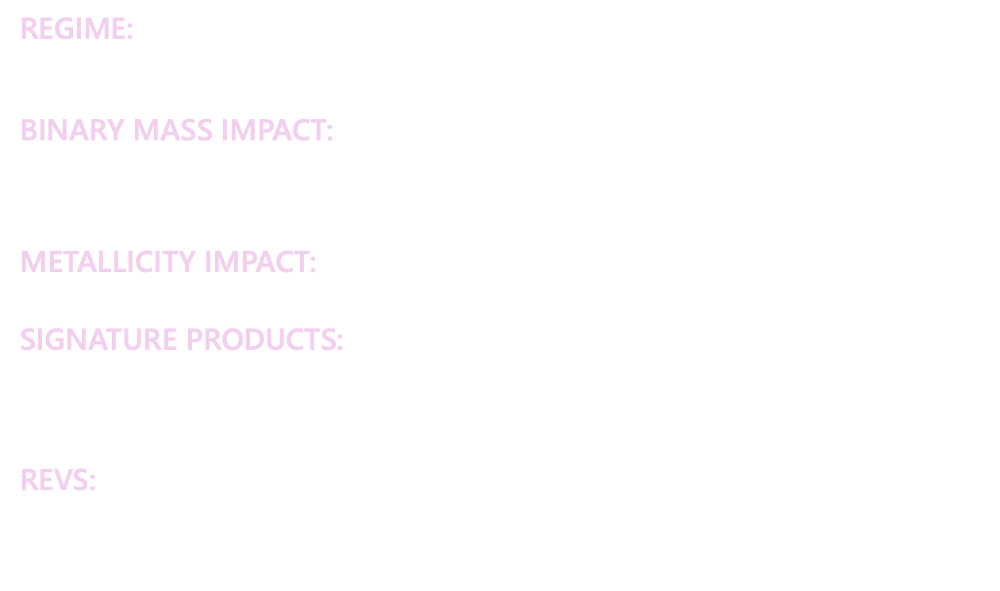 REGIME:
BINARY MASS IMPACT:
METALLICITY IMPACT:
SIGNATURE PRODUCTS:
REVS: